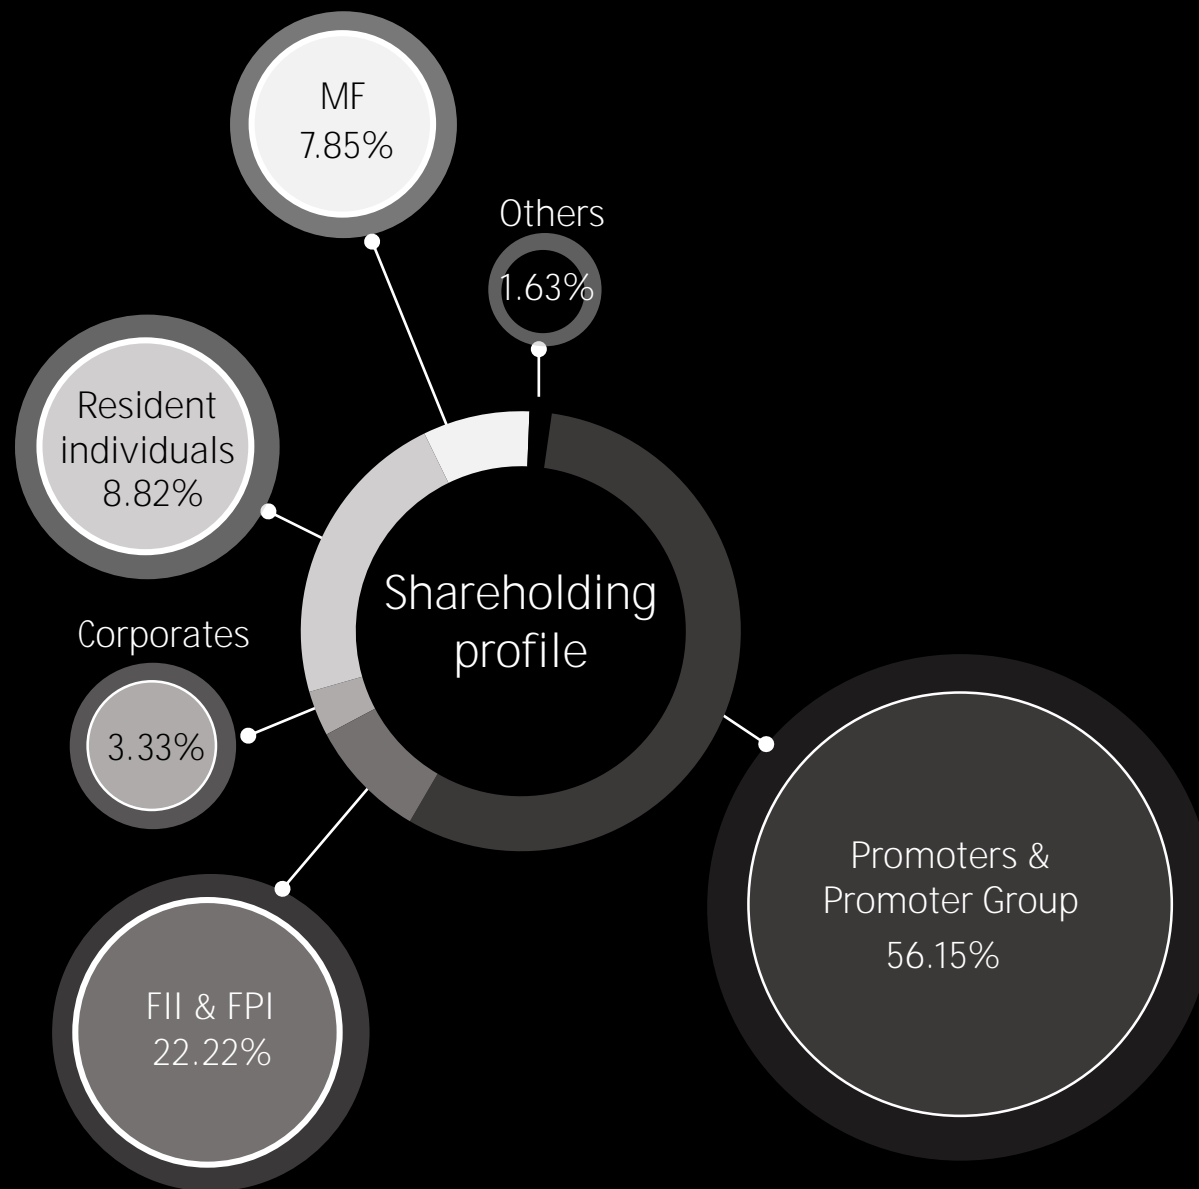 MF
7.85%
Others
1.63%
Resident
individuals
8.82%
Shareholding
profile
Corporates
3.33%
Promoters &
Promoter Group
56.15%
FII & FPI
22.22%